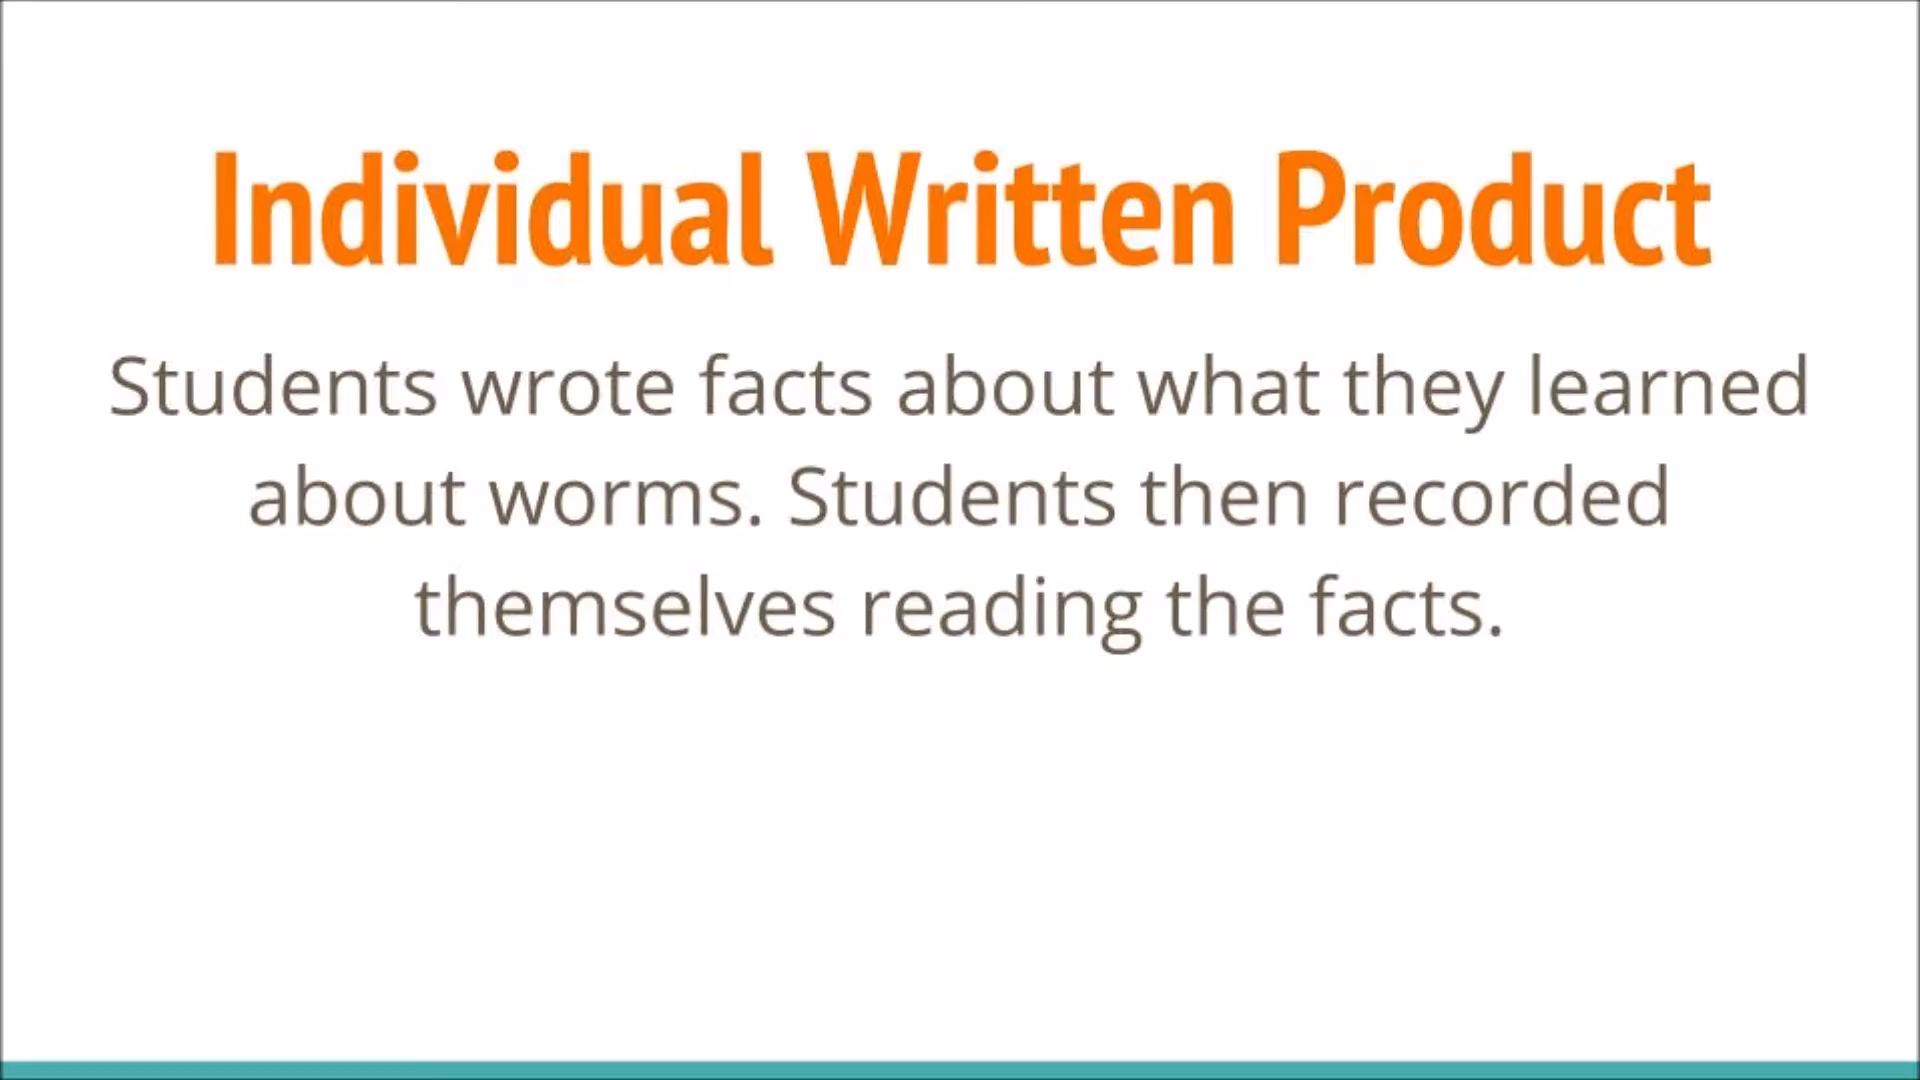 Individual Written Product
Students wrote facts about what they learned
about worms. Students then recorded
themselves reading the facts.